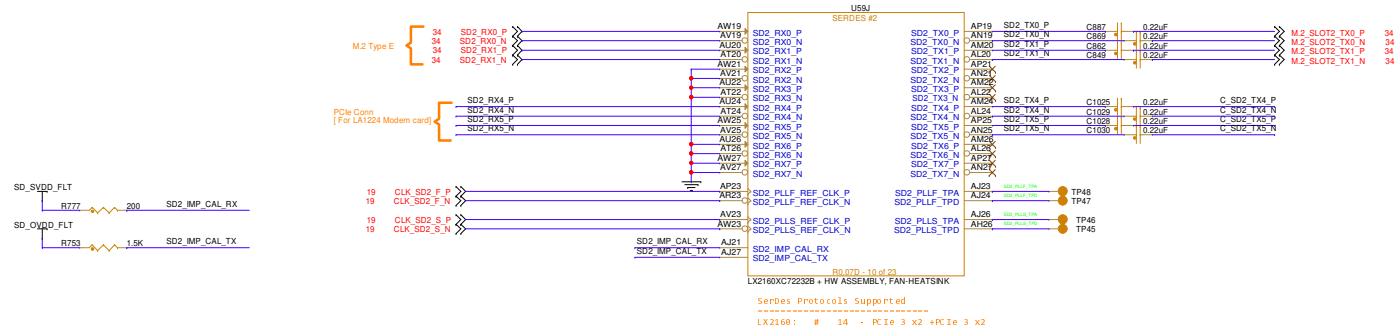 U59J
SERDES #2
M.2 Type E
34 SD2_RX0_P
34 SD2_RX0_N
34 SD2_RX1_P
34 SD2_RX1_N
PCIe Conn
[ For LA1224 Modem card]
SD2_RX4_P
SD2_RX4_N
SD2_RX5_P
SD2_RX5_N
AW19 SD2_RX0_P
AV19 SD2_RX0_N
AU20 SD2_RX1_P
AT20 SD2_RX1_N
AW21 SD2_RX2_P
AV21 SD2_RX2_N
AU22 SD2_RX3_P
AT22 SD2_RX3_N
AU24 SD2_RX4_P
AT24 SD2_RX4_N
AW25 SD2_RX5_P
AV25 SD2_RX5_N
AU26 SD2_RX6_P
AT26 SD2_RX6_N
AW27 SD2_RX7_P
AV27 SD2_RX7_N
SD2_TX0_P AP19 SD2_TX0_P C887 0.22uF M.2_SLOT2_TX0_P 34
SD2_TX0_N AN19 SD2_TX0_N C869 0.22uF M.2_SLOT2_TX0_N 34
SD2_TX1_P AM20 SD2_TX1_P C862 0.22uF M.2_SLOT2_TX1_P 34
SD2_TX1_N AL20 SD2_TX1_N C849 0.22uF M.2_SLOT2_TX1_N 34
SD2_TX2_P AP21
SD2_TX2_N AN21
SD2_TX3_P AM22
SD2_TX3_N AL22
SD2_TX4_P AM24 SD2_TX4_P C1025 0.22uF C_SD2_TX4_P
SD2_TX4_N AL24 SD2_TX4_N C1029 0.22uF C_SD2_TX4_N
SD2_TX5_P AP25 SD2_TX5_P C1028 0.22uF C_SD2_TX5_P
SD2_TX5_N AN25 SD2_TX5_N C1030 0.22uF C_SD2_TX5_N
SD2_TX6_P AM26
SD2_TX6_N AL26
SD2_TX7_P AP27
SD2_TX7_N AN27
19 CLK_SD2_F_P AP23 SD2_PLLF_REF_CLK_P
19 CLK_SD2_F_N AR23 SD2_PLLF_REF_CLK_N
19 CLK_SD2_S_P AV23 SD2_PLLS_REF_CLK_P
19 CLK_SD2_S_N AW23 SD2_PLLS_REF_CLK_N
SD2_IMP_CAL_RX AJ21 SD2_IMP_CAL_RX
SD2_IMP_CAL_TX AJ27 SD2_IMP_CAL_TX
SD2_PLLF_TPA AJ23 SD2_PLLF_TPA TP48
SD2_PLLF_TPD AJ24 SD2_PLLF_TPD TP47
SD2_PLLS_TPA AJ26 SD2_PLLS_TPA TP46
SD2_PLLS_TPD AH26 SD2_PLLS_TPD TP45
SD_SVDD_FLT
R777 200 SD2_IMP_CAL_RX
SD_OVDD_FLT
R753 1.5K SD2_IMP_CAL_TX
R0.07D - 10 of 23
LX2160XC72232B + HW ASSEMBLY, FAN-HEATSINK
SerDes Protocols Supported
------------------------------
LX2160: # 14 - PCIe 3 x2 +PCIe 3 x2